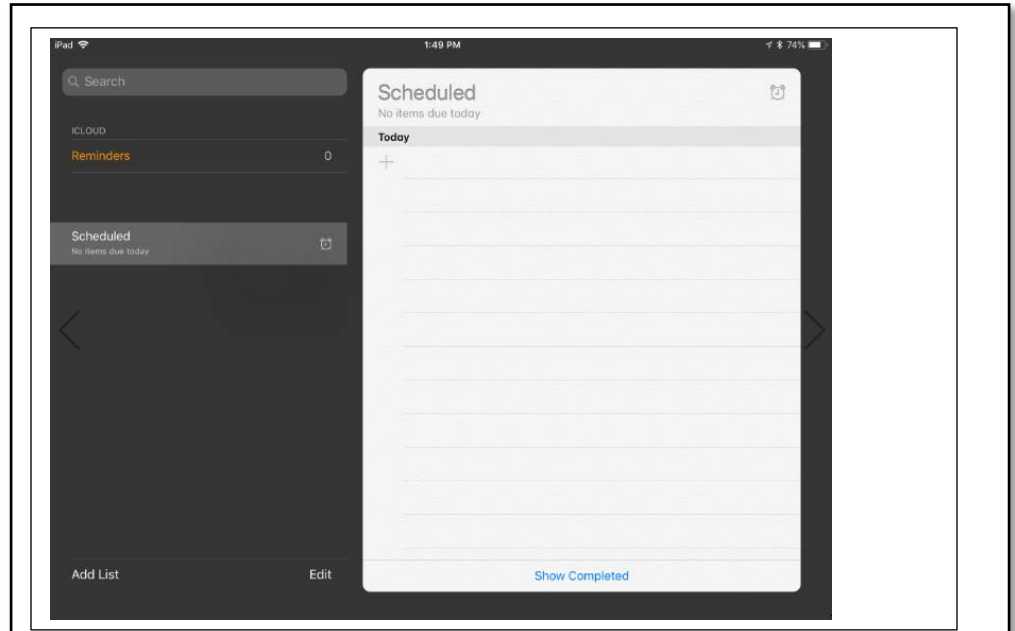 iPad 1:49 PM 74%
Search
ICLOUD
Reminders 0
Scheduled
No items due today
Add List Edit
Scheduled
No items due today
Today
Show Completed